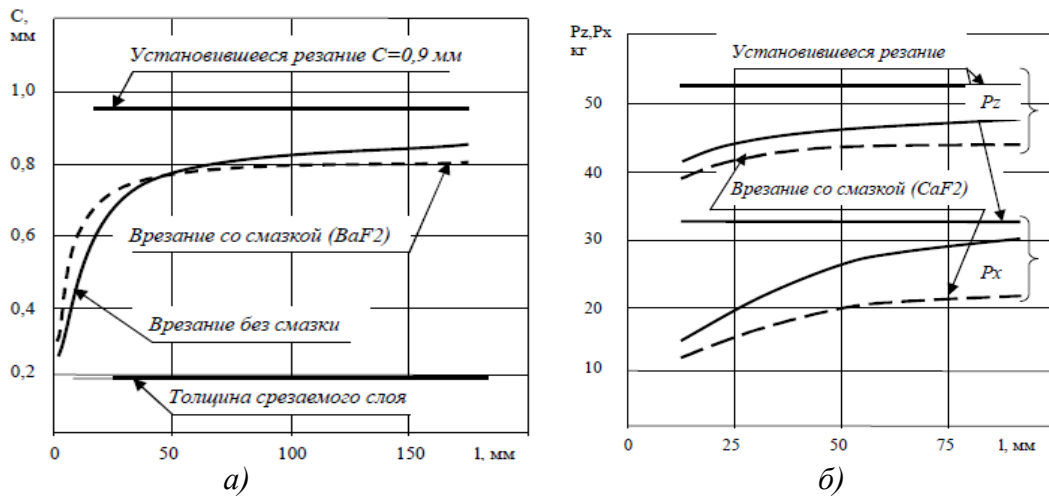 С,
мм
Установившееся резание С=0,9 мм
1,0
0,8
0,6
0,4
0,2
0
50
100
150
l, мм
Врезание со смазкой (BaF2)
Врезание без смазки
Толщина срезаемого слоя
а)
Pz,Px
кг
Установившееся резание
50
40
30
20
10
0
25
50
75
l, мм
Pz
Врезание со смазкой (CaF2)
Px
б)